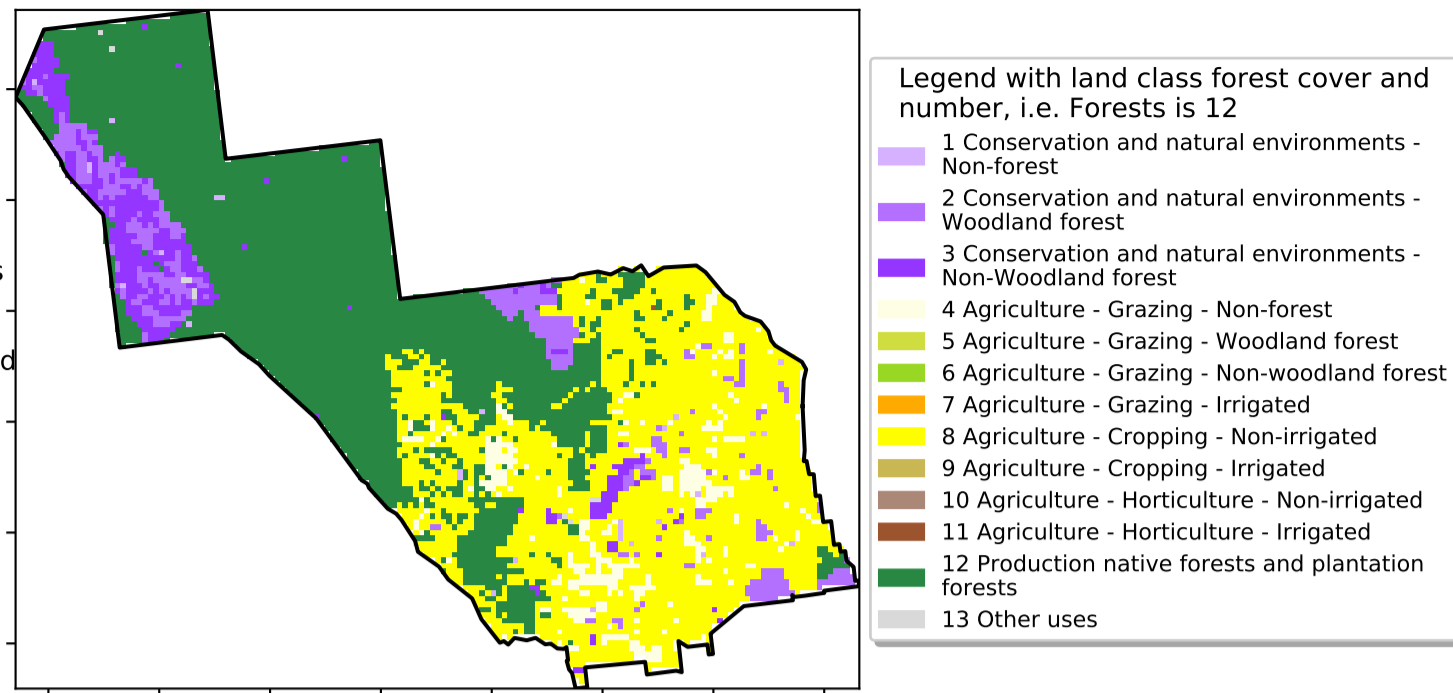 Legend with land class forest cover and
number, i.e. Forests is 12
1 Conservation and natural environments -
Non-forest
2 Conservation and natural environments -
Woodland forest
3 Conservation and natural environments -
Non-Woodland forest
4 Agriculture - Grazing - Non-forest
5 Agriculture - Grazing - Woodland forest
6 Agriculture - Grazing - Non-woodland forest
7 Agriculture - Grazing - Irrigated
8 Agriculture - Cropping - Non-irrigated
9 Agriculture - Cropping - Irrigated
10 Agriculture - Horticulture - Non-irrigated
11 Agriculture - Horticulture - Irrigated
12 Production native forests and plantation
forests
13 Other uses